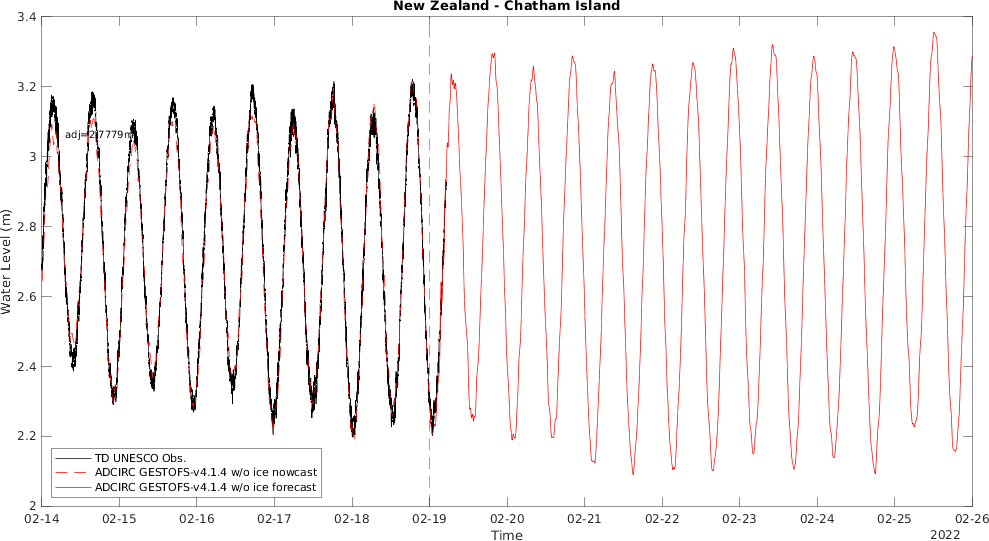 New Zealand - Chatham Island
3.4
3.2
3
2.8
2.6
2.4
2.2
2
Water Level (m)
adj=2.7779m
TD UNESCO Obs.
ADCIRC GESTOFS-v4.1.4 w/o ice nowcast
ADCIRC GESTOFS-v4.1.4 w/o ice forecast
02-14 02-15 02-16 02-17 02-18 02-19 02-20 02-21 02-22 02-23 02-24 02-25 02-26
Time
2022